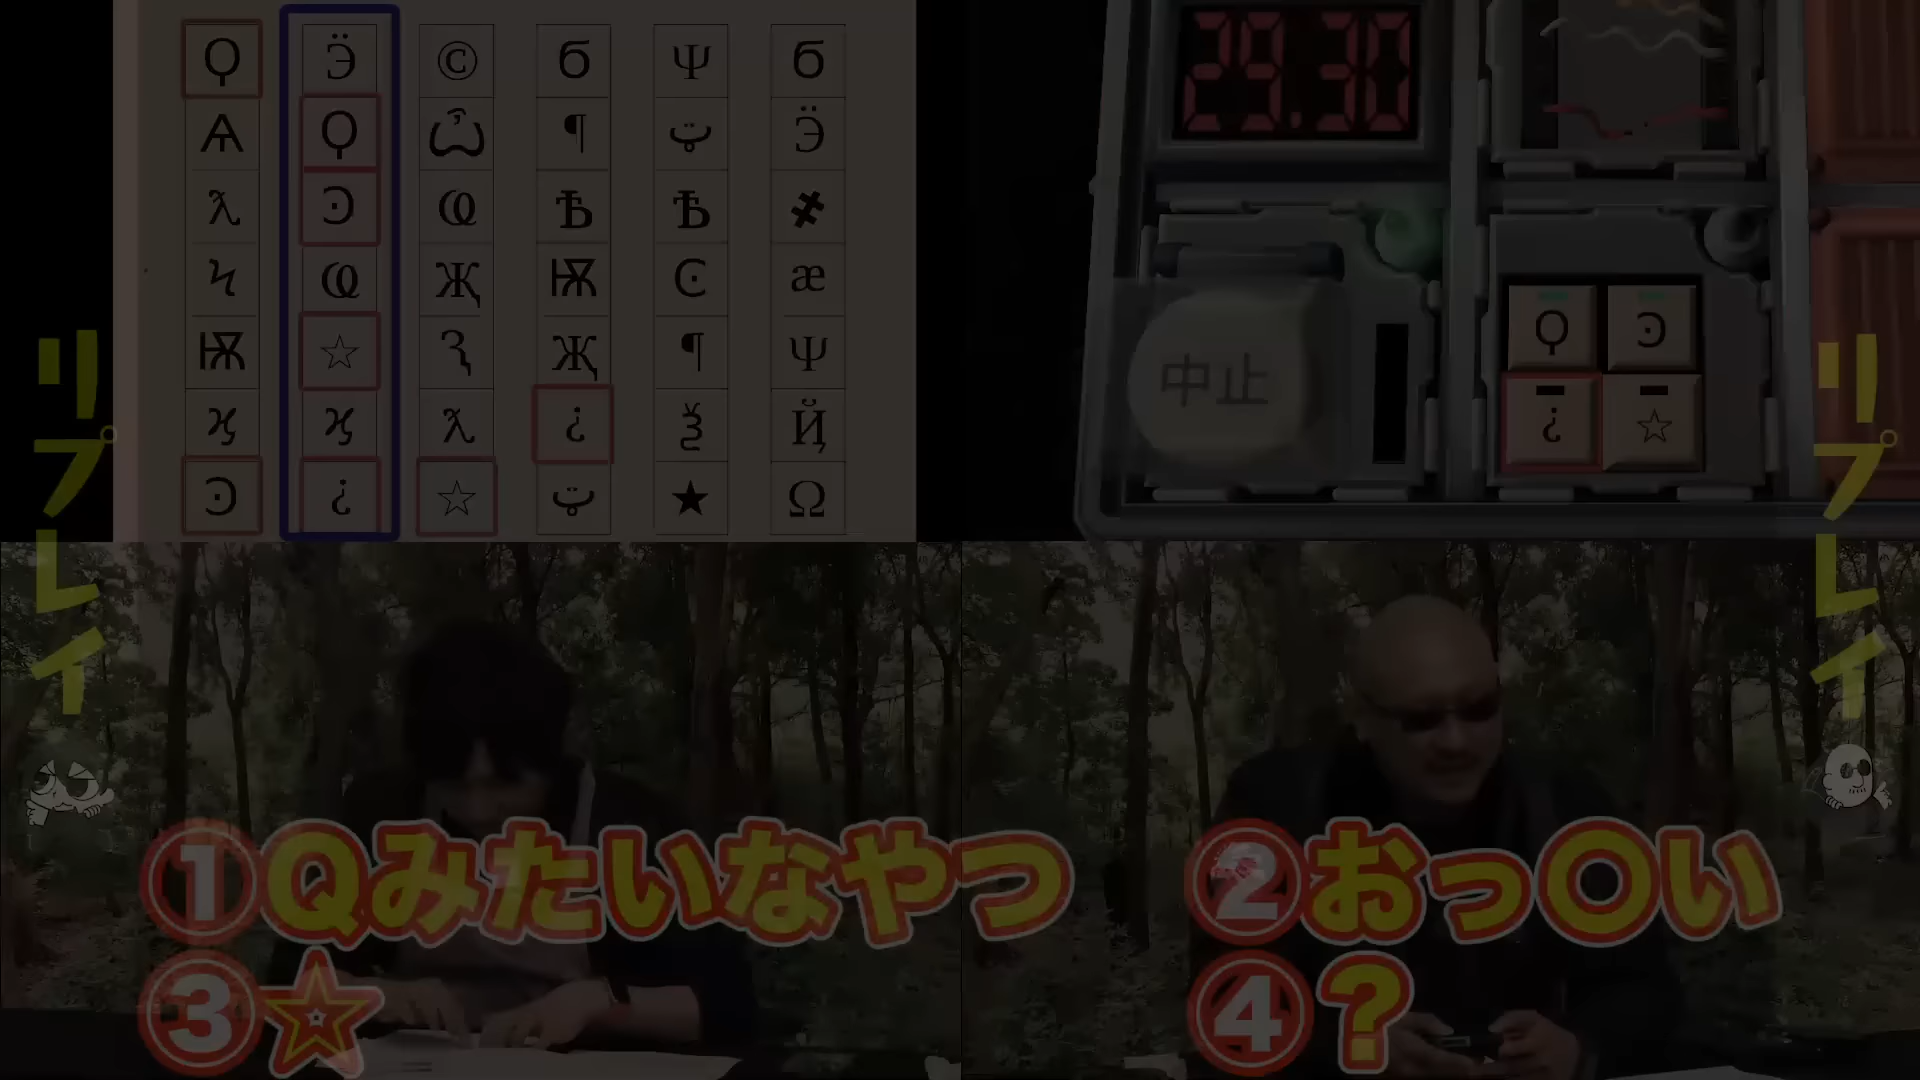 Ϙ Ӭ © б Ψ б
Ѧ Ϙ Ѽ ¶ ټ Ӭ
ƛ Ͽ Ҩ Ѣ Ѣ ҂
Ϟ Ҩ Җ Ѭ Ͼ æ
Ѭ ☆ Ԇ Җ ¶ Ψ
ϗ ϗ ƛ ¿ Ѯ Ҋ
Ͽ ¿ ☆ ټ ★ Ω
29.30
中止
Ϙ Ͽ
¿ ☆
リプレイ
リプレイ
①Qみたいなやつ
②おっ〇い
③☆
④?